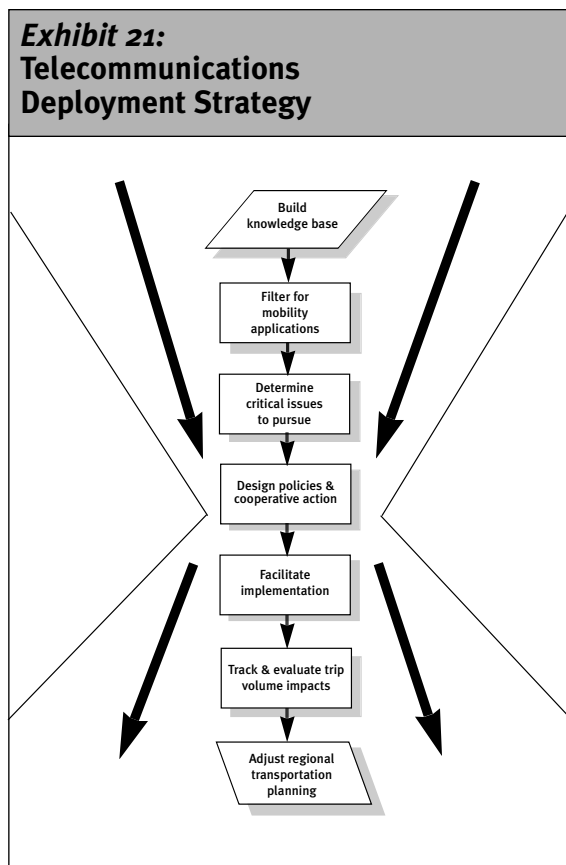 Exhibit 21:
Telecommunications
Deployment Strategy
Build
knowledge base
Filter for
mobility
applications
Determine
critical issues
to pursue
Design policies &
cooperative action
Facilitate
implementation
Track & evaluate trip
volume impacts
Adjust regional
transportation
planning